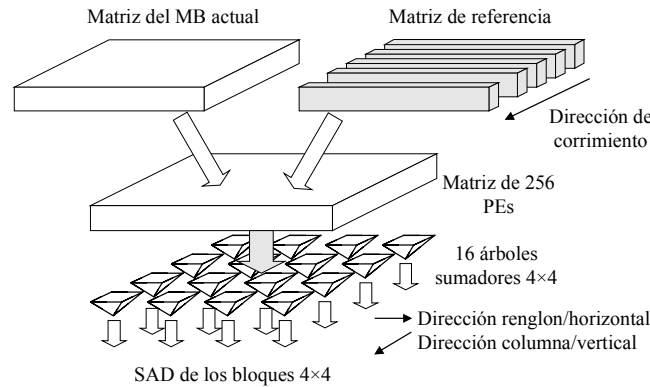 Matriz del MB actual
Matriz de referencia
Dirección de
corrimiento
Matriz de 256
PEs
16 árboles
sumadores 4×4
Dirección renglon/horizontal
Dirección columna/vertical
SAD de los bloques 4×4